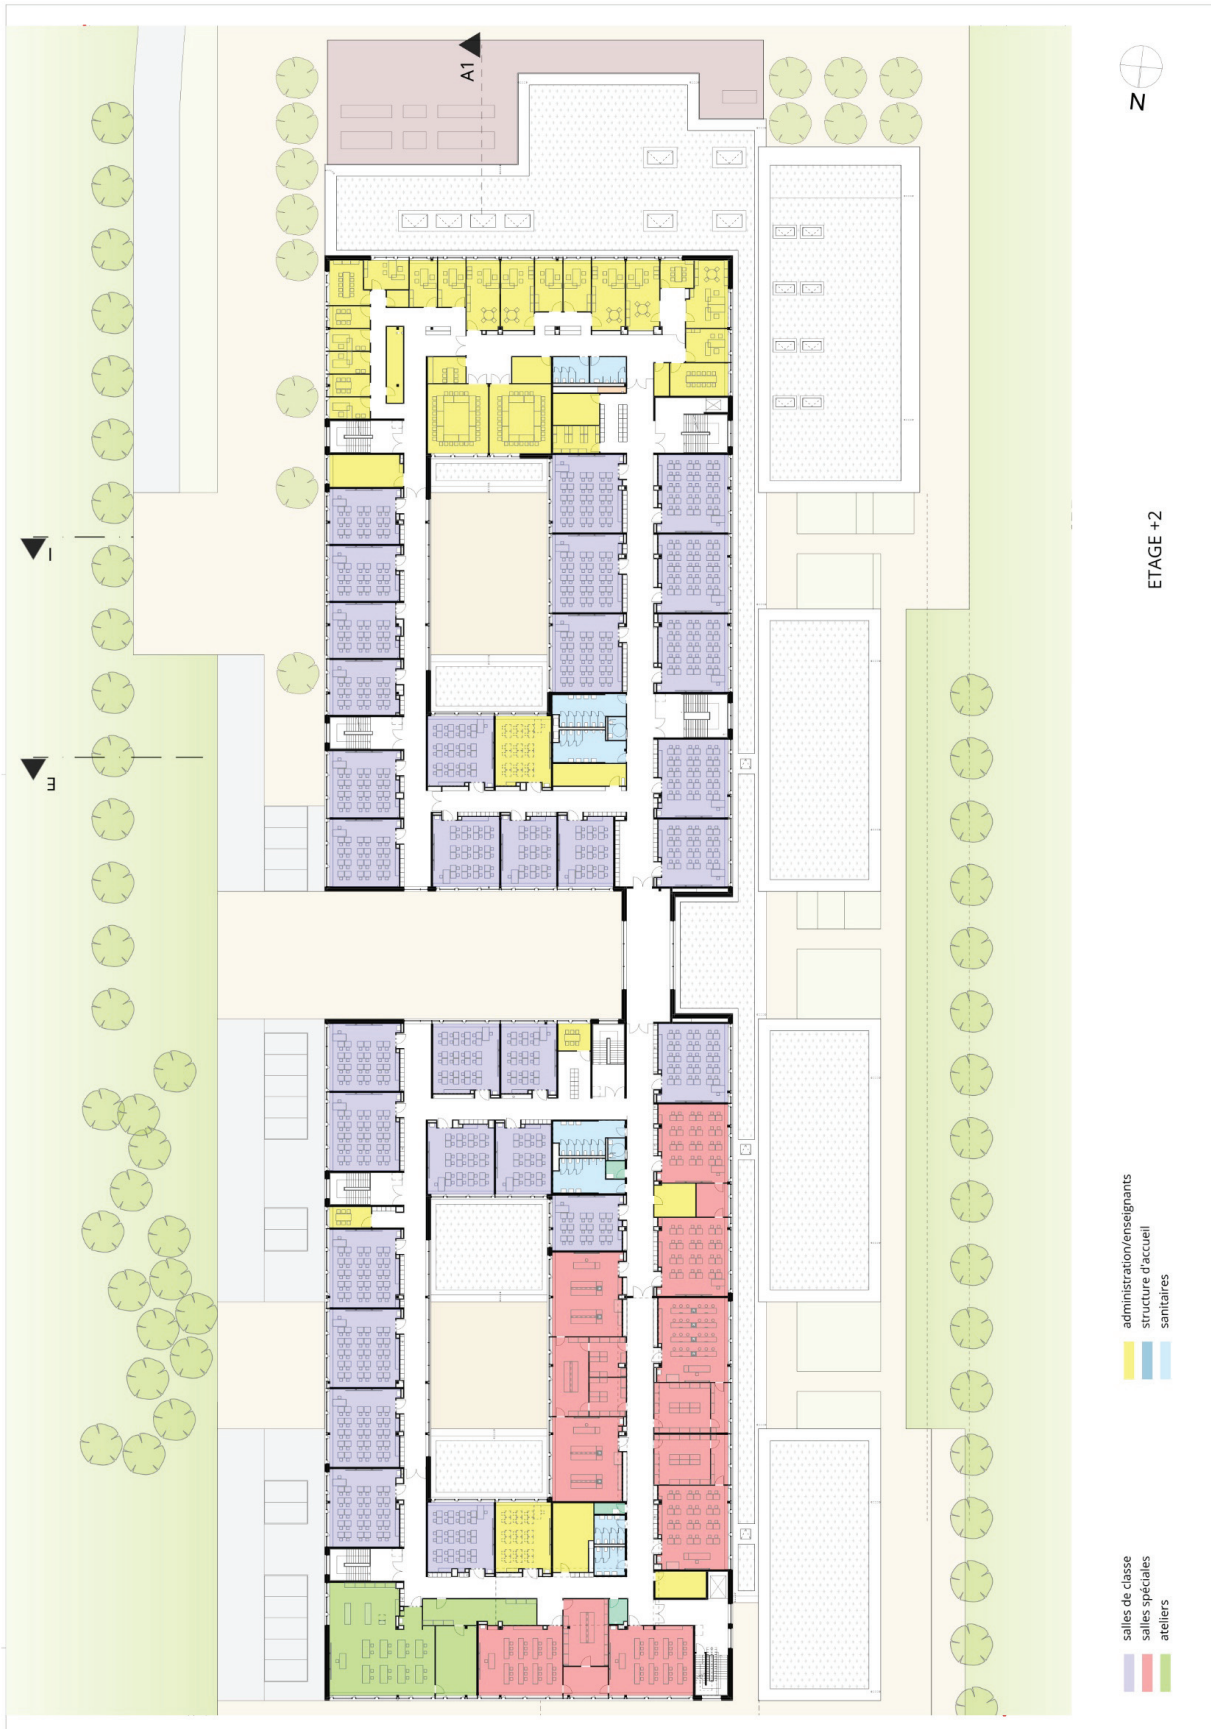 A1
N
I
E
ETAGE +2
administration/enseignants
structure d'accueil
sanitaires
salles de classe
salles spéciales
ateliers